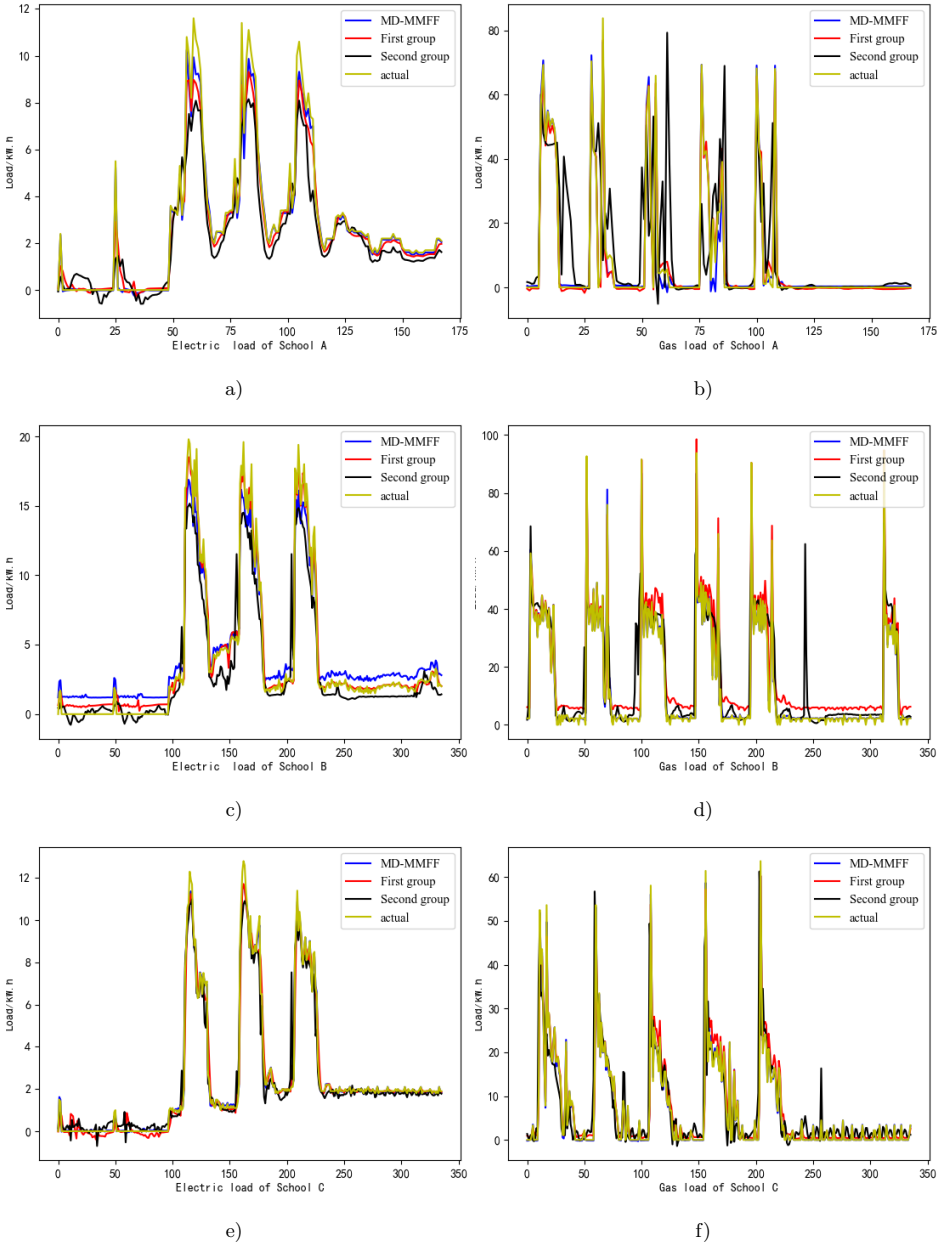 12
10
8
6
4
2
0
Load/kW.h
MD-MMFF
First group
Second group
actual
0 25 50 75 100 125 150 175
Electric load of School A
a)
80
60
40
20
0
Load/kW.h
MD-MMFF
First group
Second group
actual
0 25 50 75 100 125 150 175
Gas load of School A
b)
20
15
10
5
0
Load/kW.h
MD-MMFF
First group
Second group
actual
0 50 100 150 200 250 300 350
Electric load of School B
c)
100
80
60
40
20
0
MD-MMFF
First group
Second group
actual
0 50 100 150 200 250 300 350
Gas load of School B
d)
12
10
8
6
4
2
0
Load/kW.h
MD-MMFF
First group
Second group
actual
0 50 100 150 200 250 300 350
Electric load of School C
e)
60
50
40
30
20
10
0
Load/kW.h
MD-MMFF
First group
Second group
actual
0 50 100 150 200 250 300 350
Gas load of School C
f)